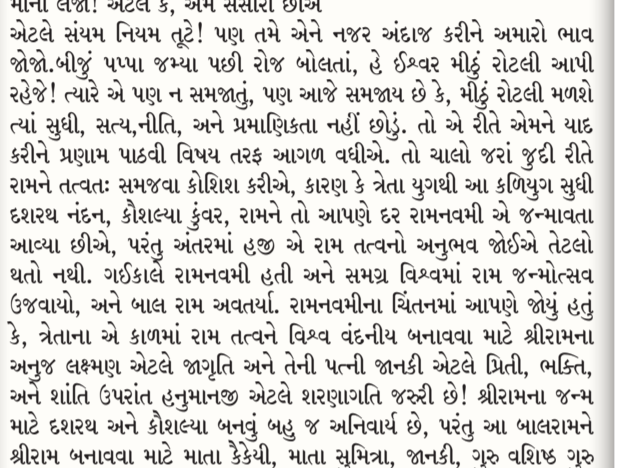 માની લેજો! એટલે કે, અમે સંસારી છીએ
એટલે સંયમ નિયમ તૂટે! પણ તમે એને નજર અંદાજ કરીને અમારો ભાવ
જોજો.બીજું પપ્પા જમ્યા પછી રોજ બોલતાં, હે ઈશ્વર મીઠું રોટલી આપી
રહેજે! ત્યારે એ પણ ન સમજાતું, પણ આજે સમજાય છે કે, મીઠું રોટલી મળશે
ત્યાં સુધી, સત્ય,નીતિ, અને પ્રમાણિકતા નહીં છોડું. તો એ રીતે એમને યાદ
કરીને પ્રણામ પાઠવી વિષય તરફ આગળ વધીએ. તો ચાલો જરાં જુદી રીતે
રામને તત્વતઃ સમજવા કોશિશ કરીએ, કારણ કે ત્રેતા યુગથી આ કળિયુગ સુધી
દશરથ નંદન, કૌશલ્યા કુંવર, રામને તો આપણે દર રામનવમી એ જન્માવતા
આવ્યા છીએ, પરંતુ અંતરમાં હજી એ રામ તત્વનો અનુભવ જોઈએ તેટલો
થતો નથી. ગઈકાલે રામનવમી હતી અને સમગ્ર વિશ્વમાં રામ જન્મોત્સવ
ઉજવાયો, અને બાલ રામ અવતર્યા. રામનવમીના ચિંતનમાં આપણે જોયું હતું
કે, ત્રેતાના એ કાળમાં રામ તત્વને વિશ્વ વંદનીય બનાવવા માટે શ્રીરામના
અનુજ લક્ષ્મણ એટલે જાગૃતિ અને તેની પત્ની જાનકી એટલે પ્રિતી, ભક્તિ,
અને શાંતિ ઉપરાંત હનુમાનજી એટલે શરણાગતિ જરુરી છે! શ્રીરામના જન્મ
માટે દશરથ અને કૌશલ્યા બનવું બહુ જ અનિવાર્ય છે, પરંતુ આ બાલરામને
શ્રીરામ બનાવવા માટે માતા કૈકેયી, માતા સુમિત્રા, જાનકી, ગુરુ વશિષ્ઠ ગુરુ